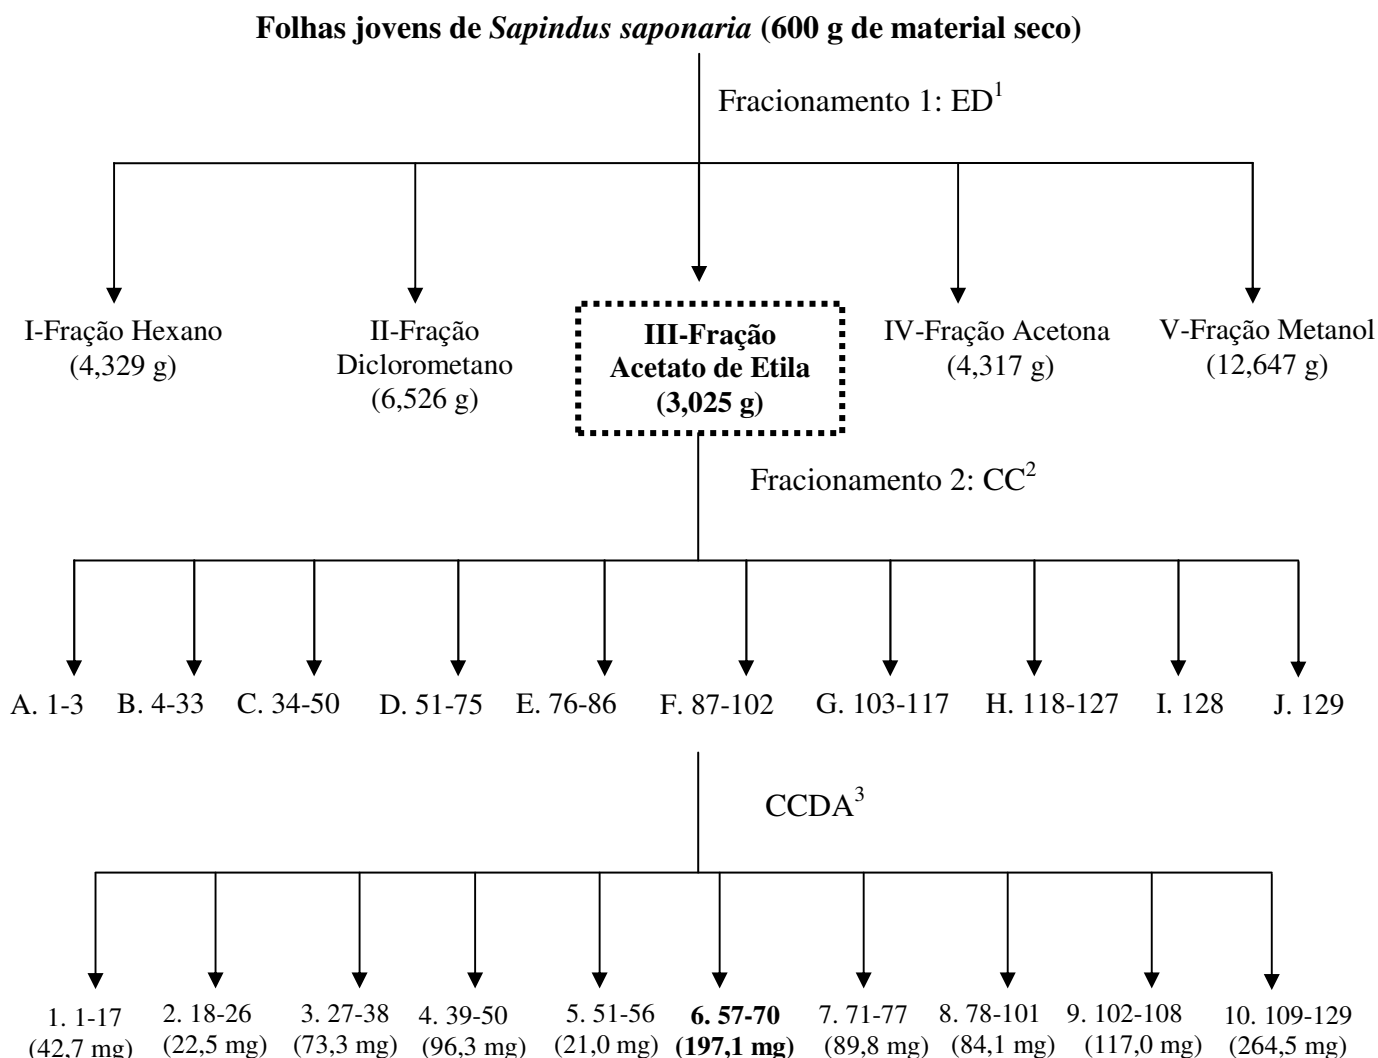 Folhas jovens de Sapindus saponaria (600 g de material seco)
Fracionamento 1: ED¹
I-Fração Hexano
(4,329 g)
II-Fração
Diclorometano
(6,526 g)
III-Fração
Acetato de Etila
(3,025 g)
IV-Fração Acetona
(4,317 g)
V-Fração Metanol
(12,647 g)
Fracionamento 2: CC²
A. 1-3
B. 4-33
C. 34-50
D. 51-75
E. 76-86
F. 87-102
G. 103-117
H. 118-127
I. 128
J. 129
CCDA³
1. 1-17
(42,7 mg)
2. 18-26
(22,5 mg)
3. 27-38
(73,3 mg)
4. 39-50
(96,3 mg)
5. 51-56
(21,0 mg)
6. 57-70
(197,1 mg)
7. 71-77
(89,8 mg)
8. 78-101
(84,1 mg)
9. 102-108
(117,0 mg)
10. 109-129
(264,5 mg)